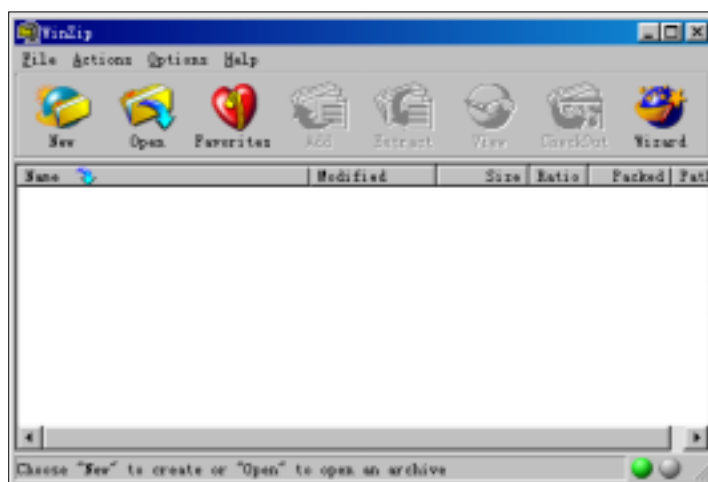 WinZip
File Actions Options Help
New Open Favorites Add Extract View CheckOut Wizard
Name Modified Size Ratio Packed Path
Choose "New" to create or "Open" to open an archive